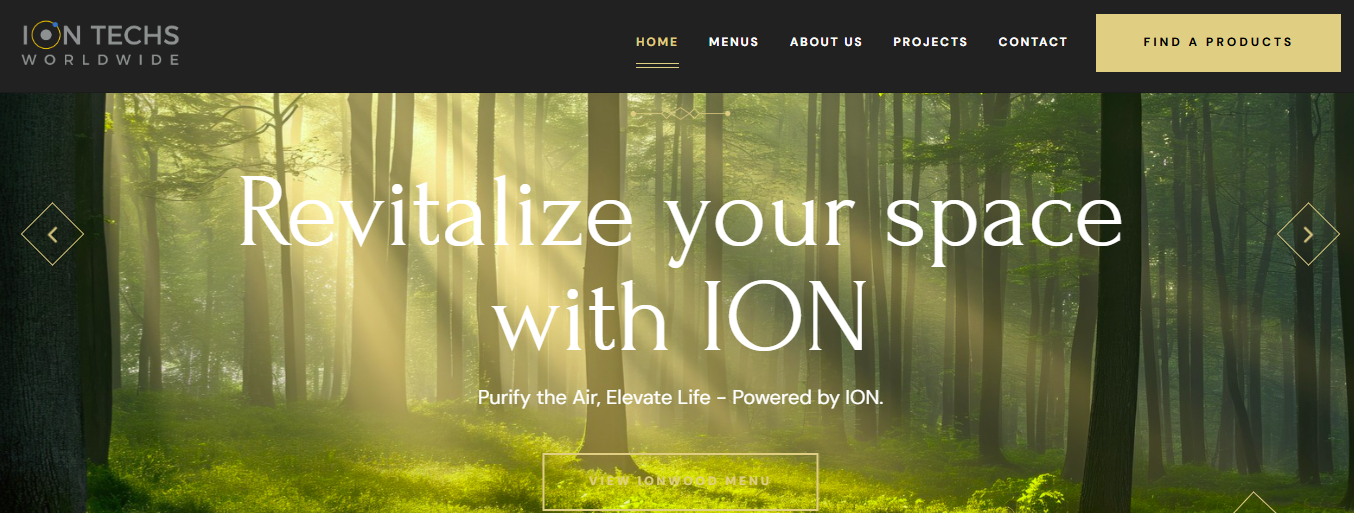 ION TECHS
WORLDWIDE
HOME MENUS ABOUT US PROJECTS CONTACT FIND A PRODUCTS
Revitalize your space
with ION
Purify the Air, Elevate Life - Powered by ION.
VIEW IONWOOD MENU